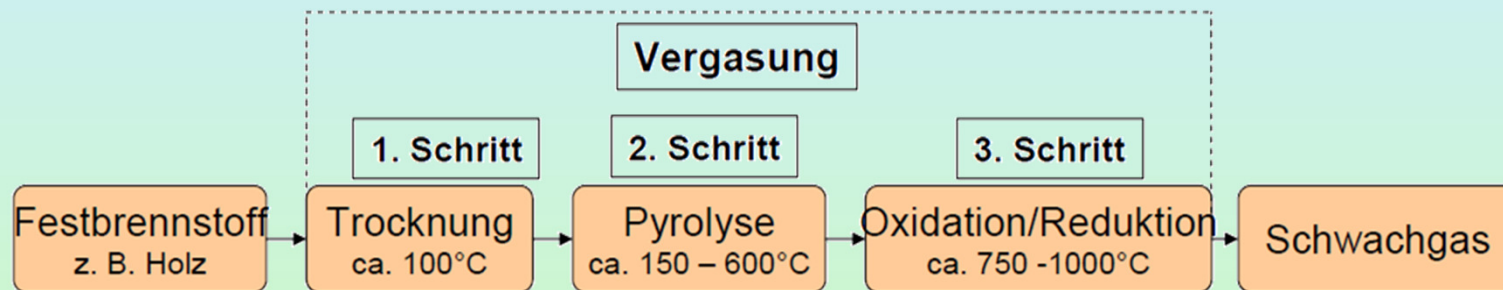 Vergasung
1. Schritt
2. Schritt
3. Schritt
Festbrennstoff
z. B. Holz
Trocknung
ca. 100°C
Pyrolyse
ca. 150 – 600°C
Oxidation/Reduktion
ca. 750 -1000°C
Schwachgas